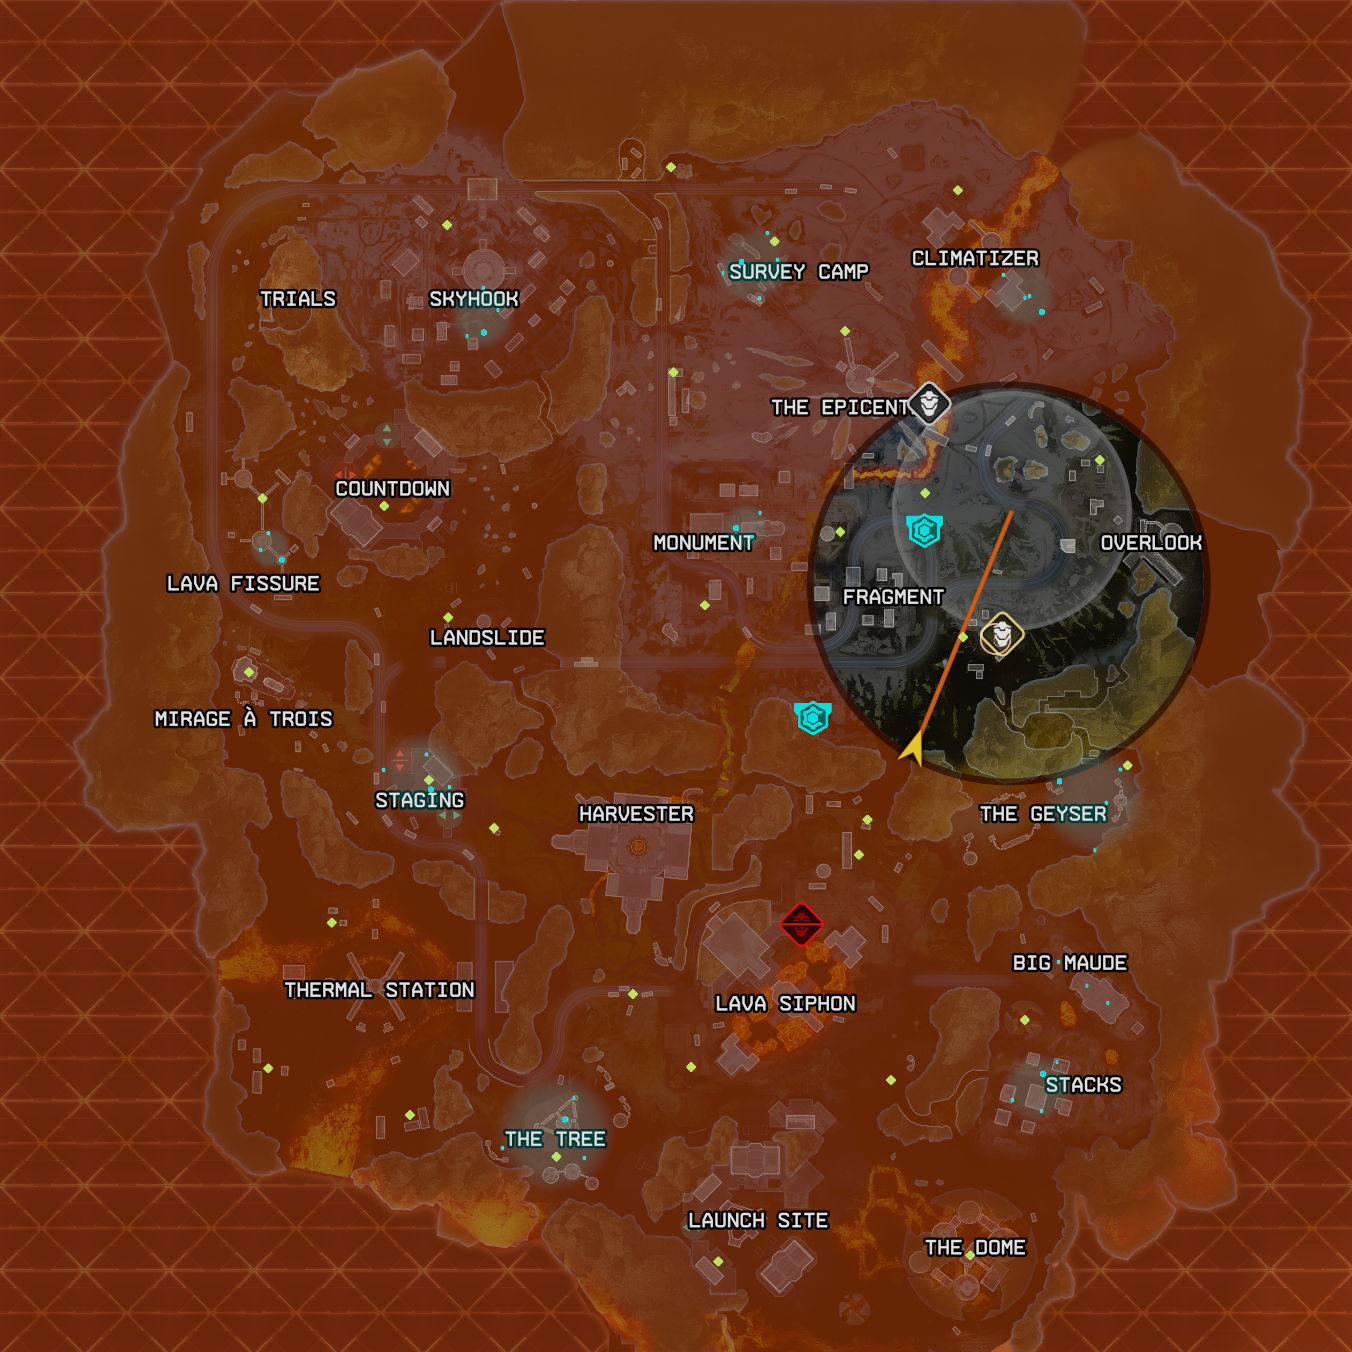 CLIMATIZER
SURVEY CAMP
TRIALS
SKYHOOK
THE EPICENT
COUNTDOWN
MONUMENT
OVERLOOK
LAVA FISSURE
FRAGMENT
LANDSLIDE
MIRAGE À TROIS
STAGING
HARVESTER
THE GEYSER
BIG MAUDE
THERMAL STATION
LAVA SIPHON
STACKS
THE TREE
LAUNCH SITE
THE DOME